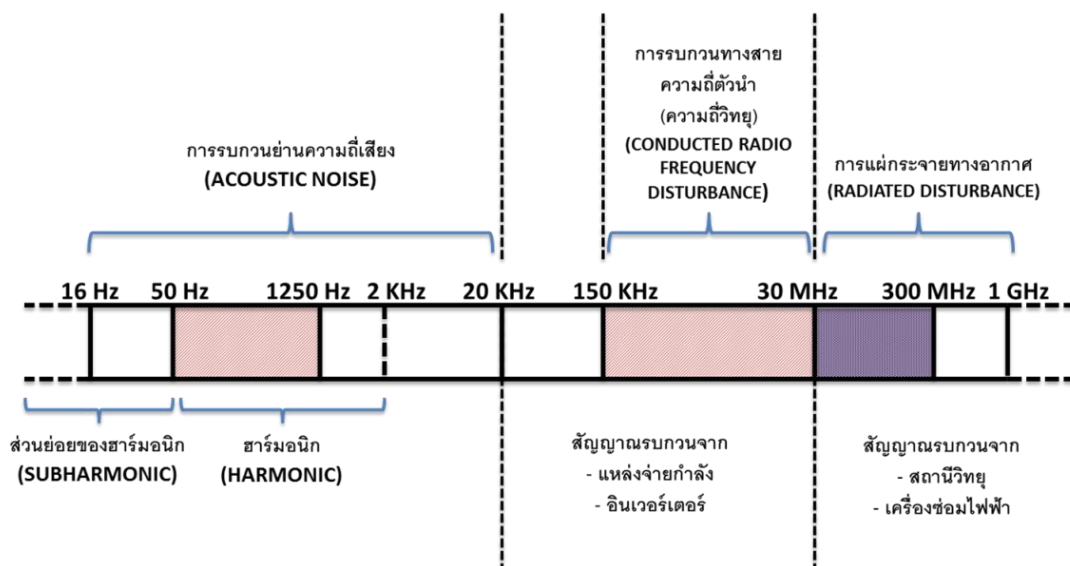 การรบกวนทางสาย
ความถี่ตัวนำ
(ความถี่วิทยุ)
(CONDUCTED RADIO
FREQUENCY
DISTURBANCE)
การรบกวนย่านความถี่เสียง
(ACOUSTIC NOISE)
การแผ่กระจายทางอากาศ
(RADIATED DISTURBANCE)
16 Hz 50 Hz 1250 Hz 2 KHz 20 KHz 150 KHz 30 MHz 300 MHz 1 GHz
ส่วนย่อยของฮาร์มอนิก
(SUBHARMONIC)
ฮาร์มอนิก
(HARMONIC)
สัญญาณรบกวนจาก
- แหล่งจ่ายกำลัง
- อินเวอร์เตอร์
สัญญาณรบกวนจาก
- สถานีวิทยุ
- เครื่องซ่อมไฟฟ้า